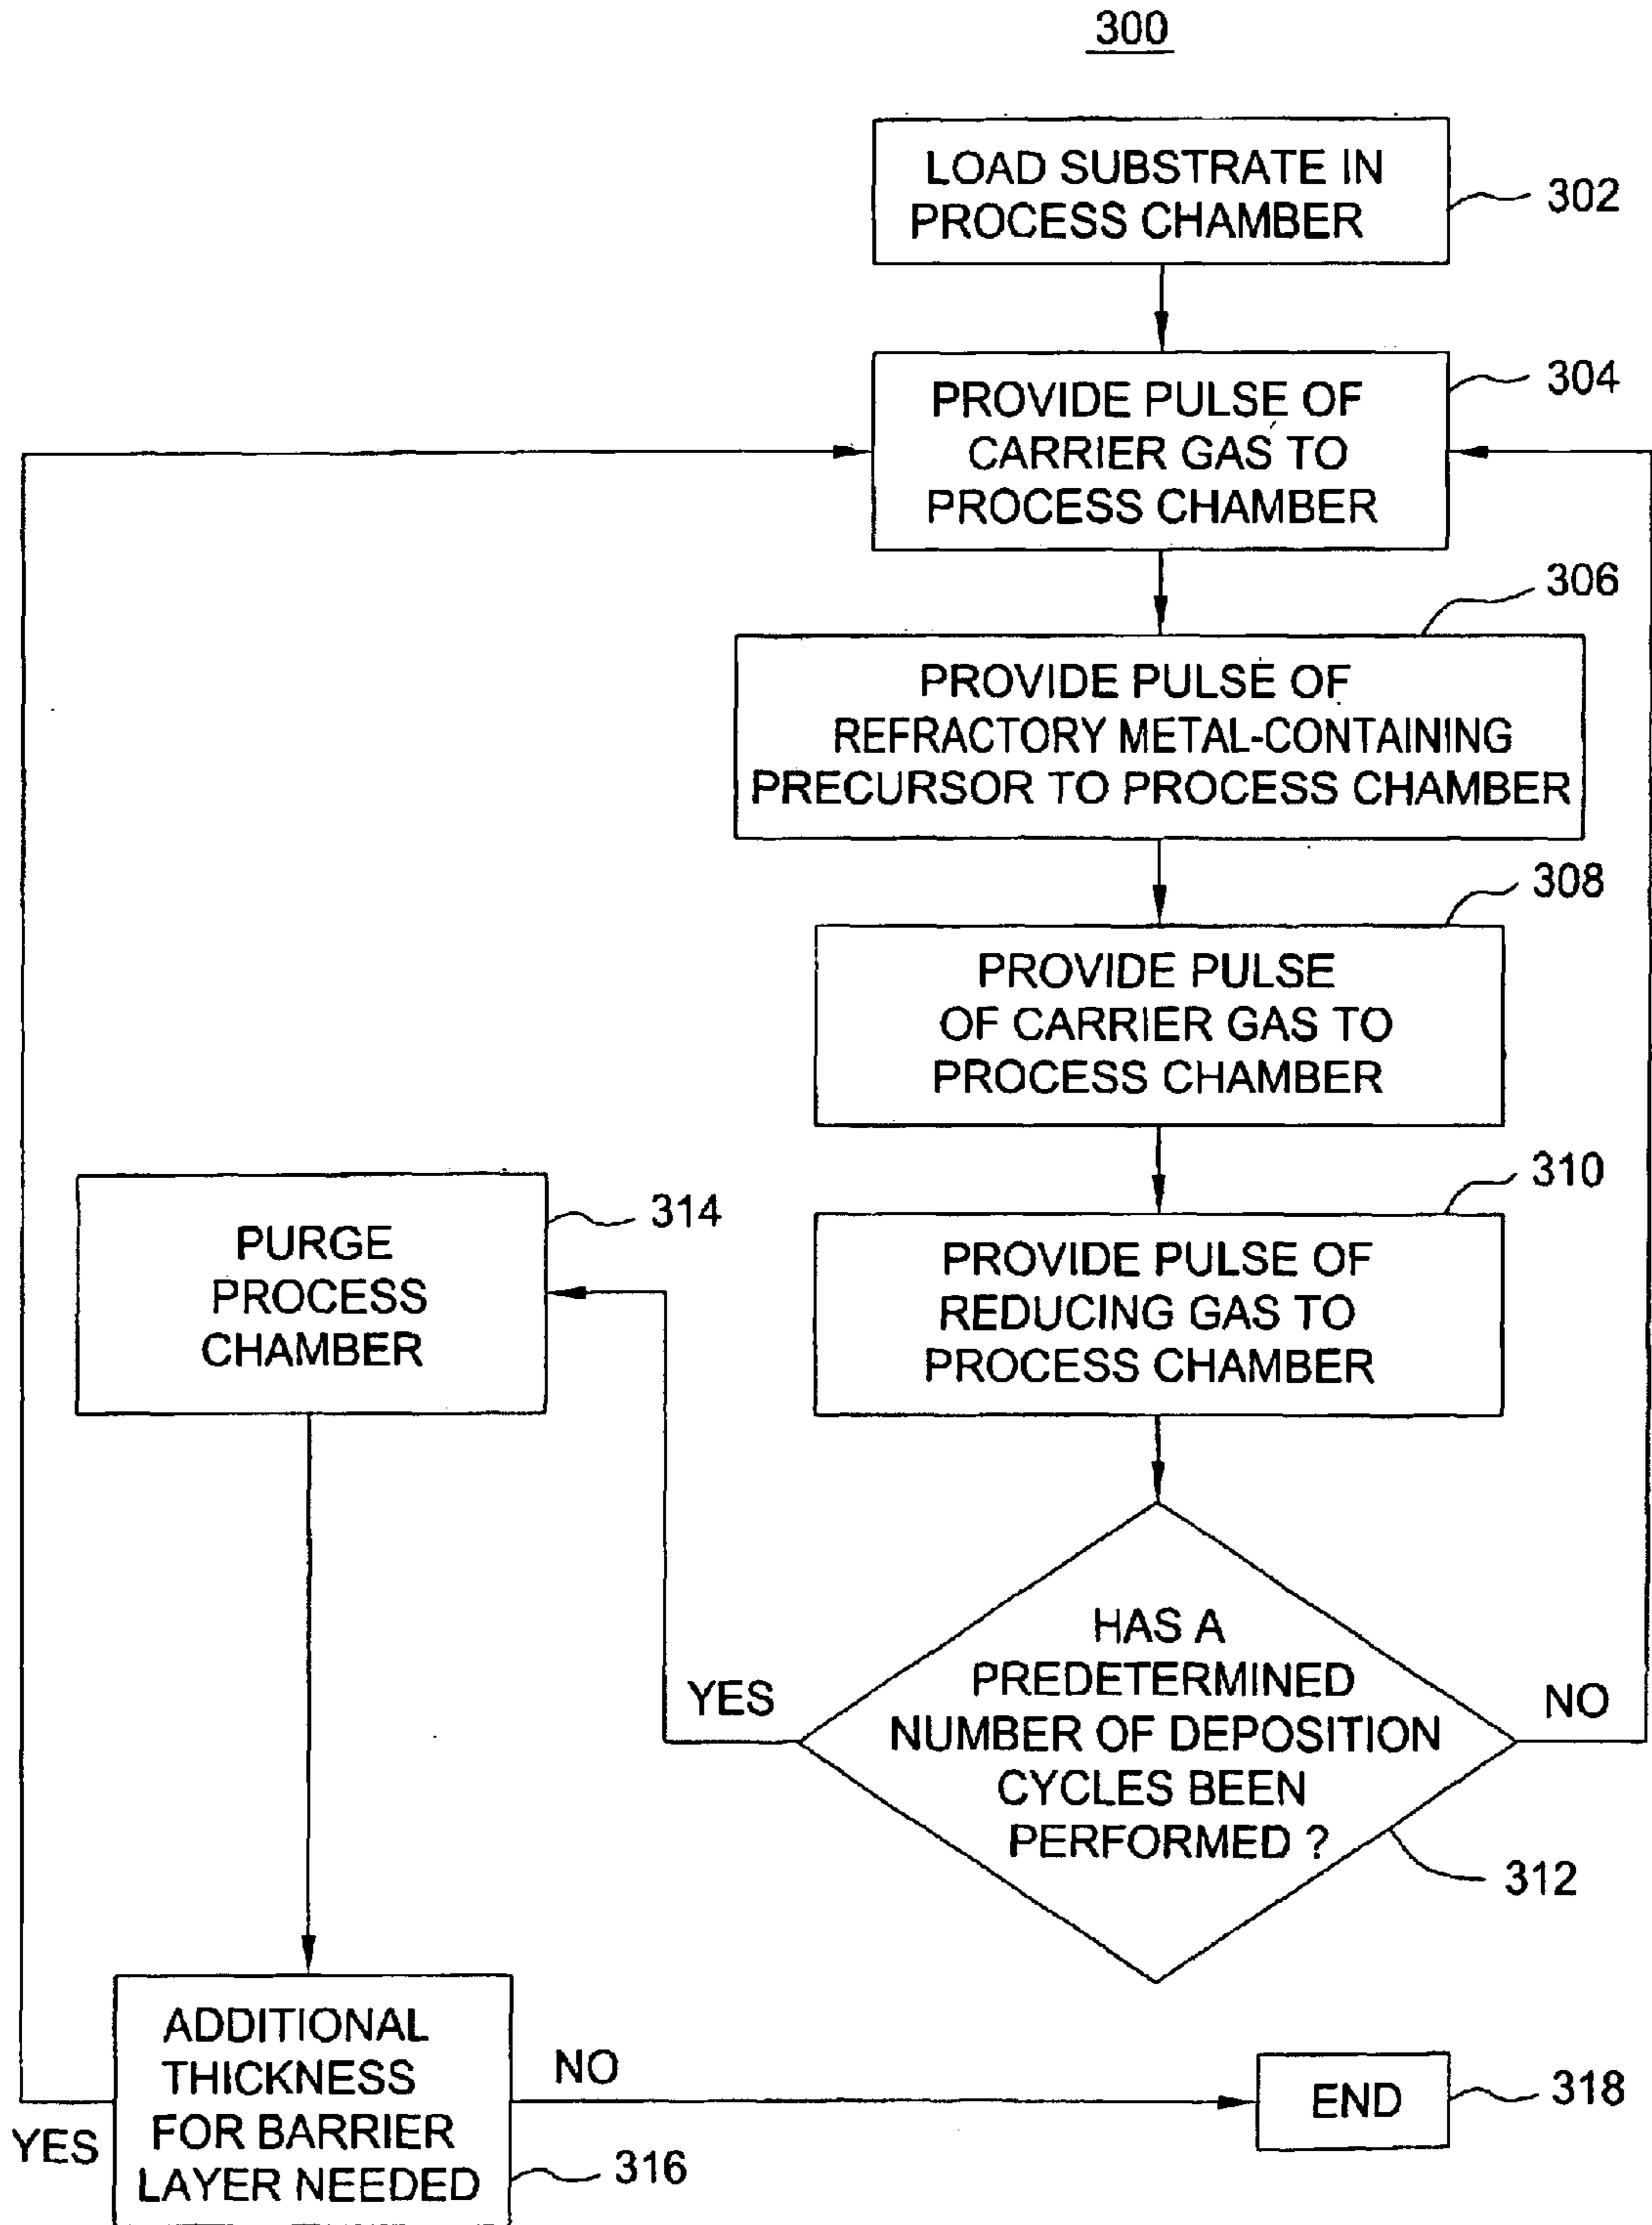 300
LOAD SUBSTRATE IN
PROCESS CHAMBER
302
PROVIDE PULSE OF
CARRIER GAS TO
PROCESS CHAMBER
304
PROVIDE PULSE OF
REFRACTORY METAL-CONTAINING
PRECURSOR TO PROCESS CHAMBER
306
PROVIDE PULSE
OF CARRIER GAS TO
PROCESS CHAMBER
308
PROVIDE PULSE OF
REDUCING GAS TO
PROCESS CHAMBER
310
HAS A
PREDETERMINED
NUMBER OF DEPOSITION
CYCLES BEEN
PERFORMED ?
312
NO
YES
PURGE
PROCESS
CHAMBER
314
ADDITIONAL
THICKNESS
FOR BARRIER
LAYER NEEDED
316
YES
NO
END
318